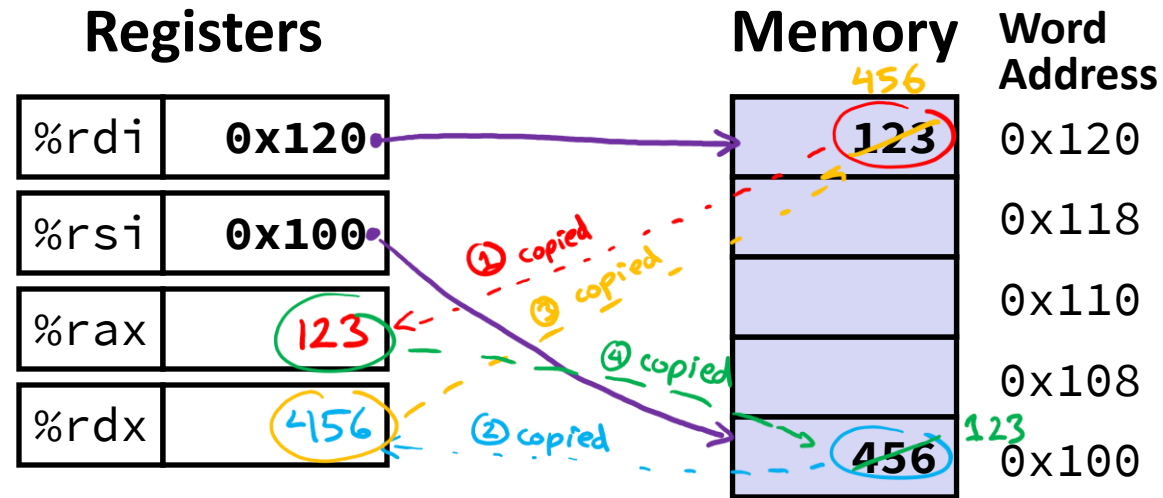 Registers
Memory
Word
Address
456
%rdi 0x120
123
0x120
%rsi 0x100
0x118
① copied
③ copied
0x110
%rax 123
④ copied
0x108
%rdx 456
② copied
456
123
0x100